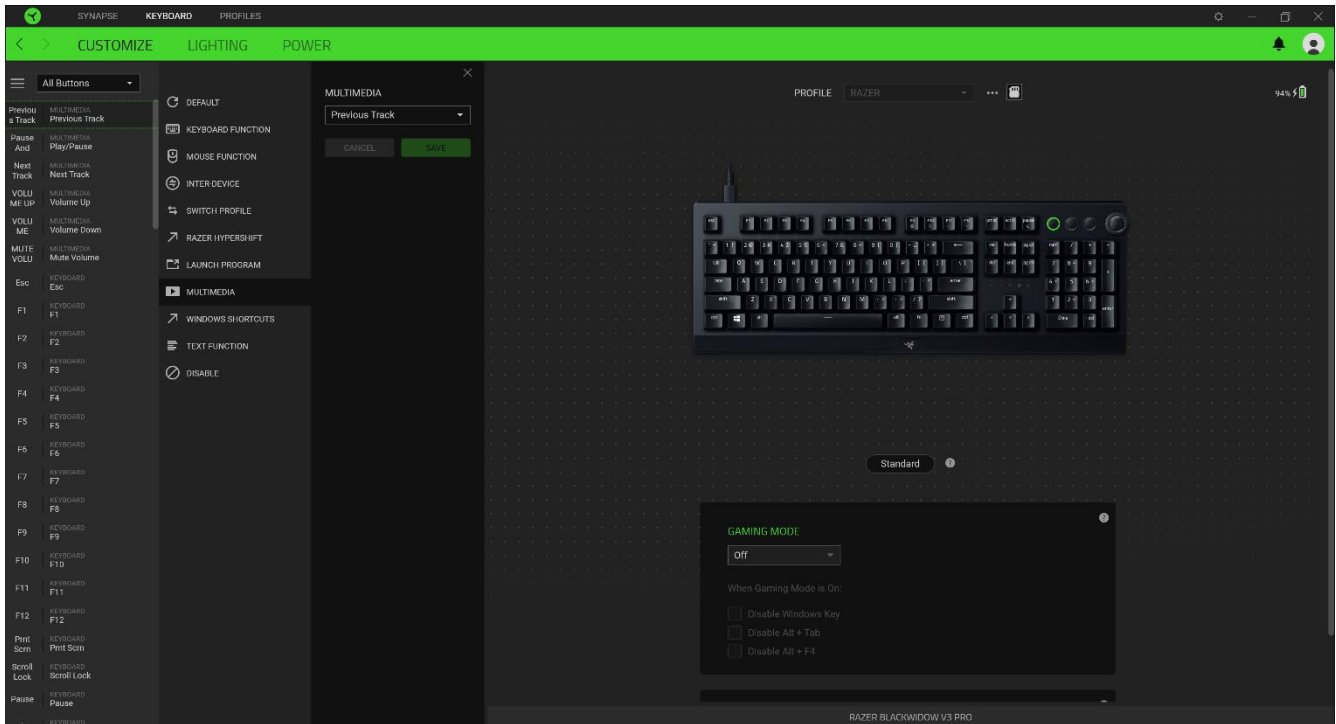 SYNAPSE KEYBOARD PROFILES
CUSTOMIZE LIGHTING POWER
All Buttons
Previou
s Track
MULTIMEDIA
Previous Track
Pause
And
MULTIMEDIA
Play/Pause
Next
Track
MULTIMEDIA
Next Track
VOLU
ME UP
MULTIMEDIA
Volume Up
VOLU
ME
MULTIMEDIA
Volume Down
MUTE
VOLU
MULTIMEDIA
Mute Volume
Esc
KEYBOARD
Esc
F1
KEYBOARD
F1
F2
KEYBOARD
F2
F3
KEYBOARD
F3
F4
KEYBOARD
F4
F5
KEYBOARD
F5
F6
KEYBOARD
F6
F7
KEYBOARD
F7
F8
KEYBOARD
F8
F9
KEYBOARD
F9
F10
KEYBOARD
F10
F11
KEYBOARD
F11
F12
KEYBOARD
F12
Prnt
Scrn
KEYBOARD
Prnt Scrn
Scroll
Lock
KEYBOARD
Scroll Lock
Pause
KEYBOARD
Pause
KEYBOARD
DEFAULT
KEYBOARD FUNCTION
MOUSE FUNCTION
INTER-DEVICE
SWITCH PROFILE
RAZER HYPERSHIFT
LAUNCH PROGRAM
MULTIMEDIA
WINDOWS SHORTCUTS
TEXT FUNCTION
DISABLE
MULTIMEDIA
Previous Track
CANCEL SAVE
PROFILE RAZER
94%
Standard
GAMING MODE
Off
When Gaming Mode is On:
Disable Windows Key
Disable Alt + Tab
Disable Alt + F4
RAZER BLACKWIDOW V3 PRO